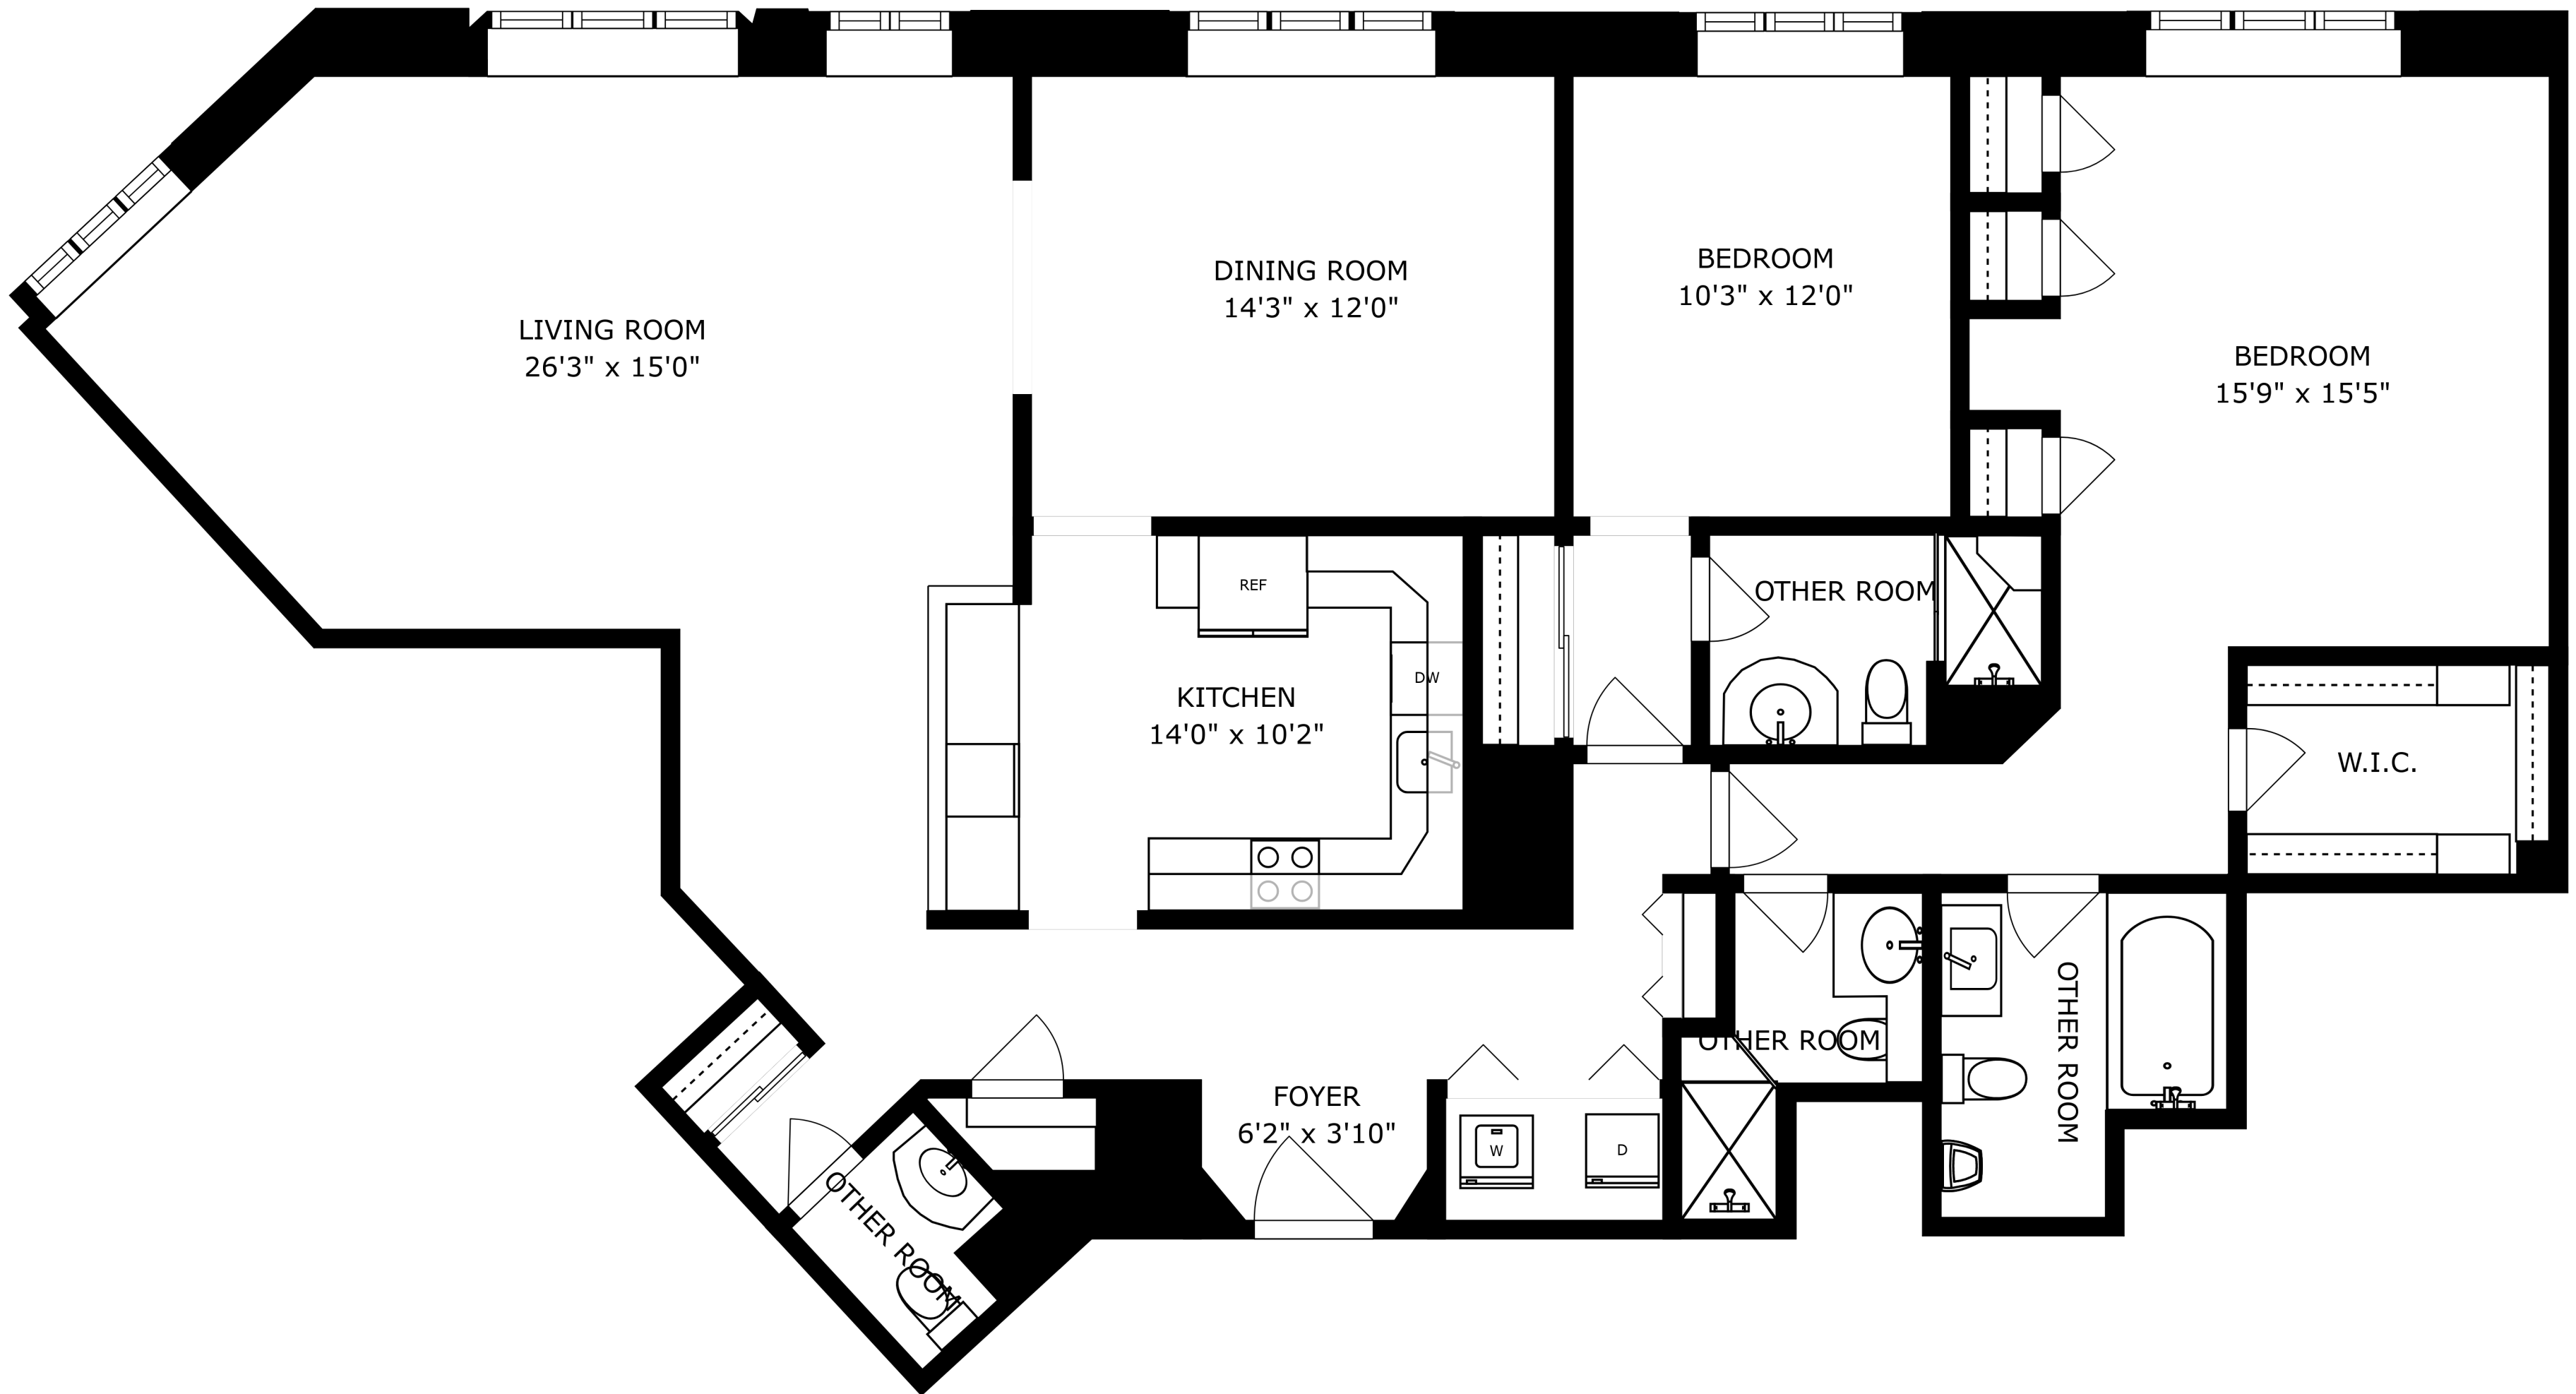 LIVING ROOM
26'3" x 15'0"
DINING ROOM
14'3" x 12'0"
BEDROOM
10'3" x 12'0"
BEDROOM
15'9" x 15'5"
REF
OTHER ROOM
DW
KITCHEN
14'0" x 10'2"
W.I.C.
OTHER ROOM
OTHER ROOM
FOYER
6'2" x 3'10"
W
D
OTHER ROOM